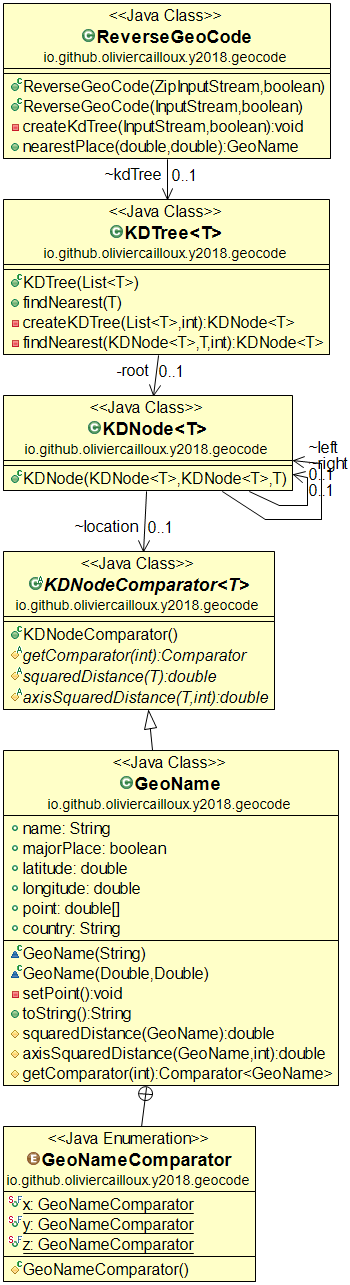 <<Java Class>>
ReverseGeoCode
io.github.oliviercailloux.y2018.geocode
ReverseGeoCode(ZipInputStream,boolean)
ReverseGeoCode(InputStream,boolean)
createKdTree(InputStream,boolean):void
nearestPlace(double,double):GeoName
~kdTree 0..1
<<Java Class>>
KDTree<T>
io.github.oliviercailloux.y2018.geocode
KDTree(List<T>)
findNearest(T)
createKDTree(List<T>,int):KDNode<T>
findNearest(KDNode<T>,T,int):KDNode<T>
-root 0..1
<<Java Class>>
KDNode<T>
io.github.oliviercailloux.y2018.geocode
KDNode(KDNode<T>,KDNode<T>,T)
~left
~right
0..1
0..1
~location 0..1
<<Java Class>>
KDNodeComparator<T>
io.github.oliviercailloux.y2018.geocode
KDNodeComparator()
getComparator(int):Comparator
squaredDistance(T):double
axisSquaredDistance(T,int):double
<<Java Class>>
GeoName
io.github.oliviercailloux.y2018.geocode
name: String
majorPlace: boolean
latitude: double
longitude: double
point: double[]
country: String
GeoName(String)
GeoName(Double,Double)
setPoint():void
toString():String
squaredDistance(GeoName):double
axisSquaredDistance(GeoName,int):double
getComparator(int):Comparator<GeoName>
<<Java Enumeration>>
GeoNameComparator
io.github.oliviercailloux.y2018.geocode
x: GeoNameComparator
y: GeoNameComparator
z: GeoNameComparator
GeoNameComparator()